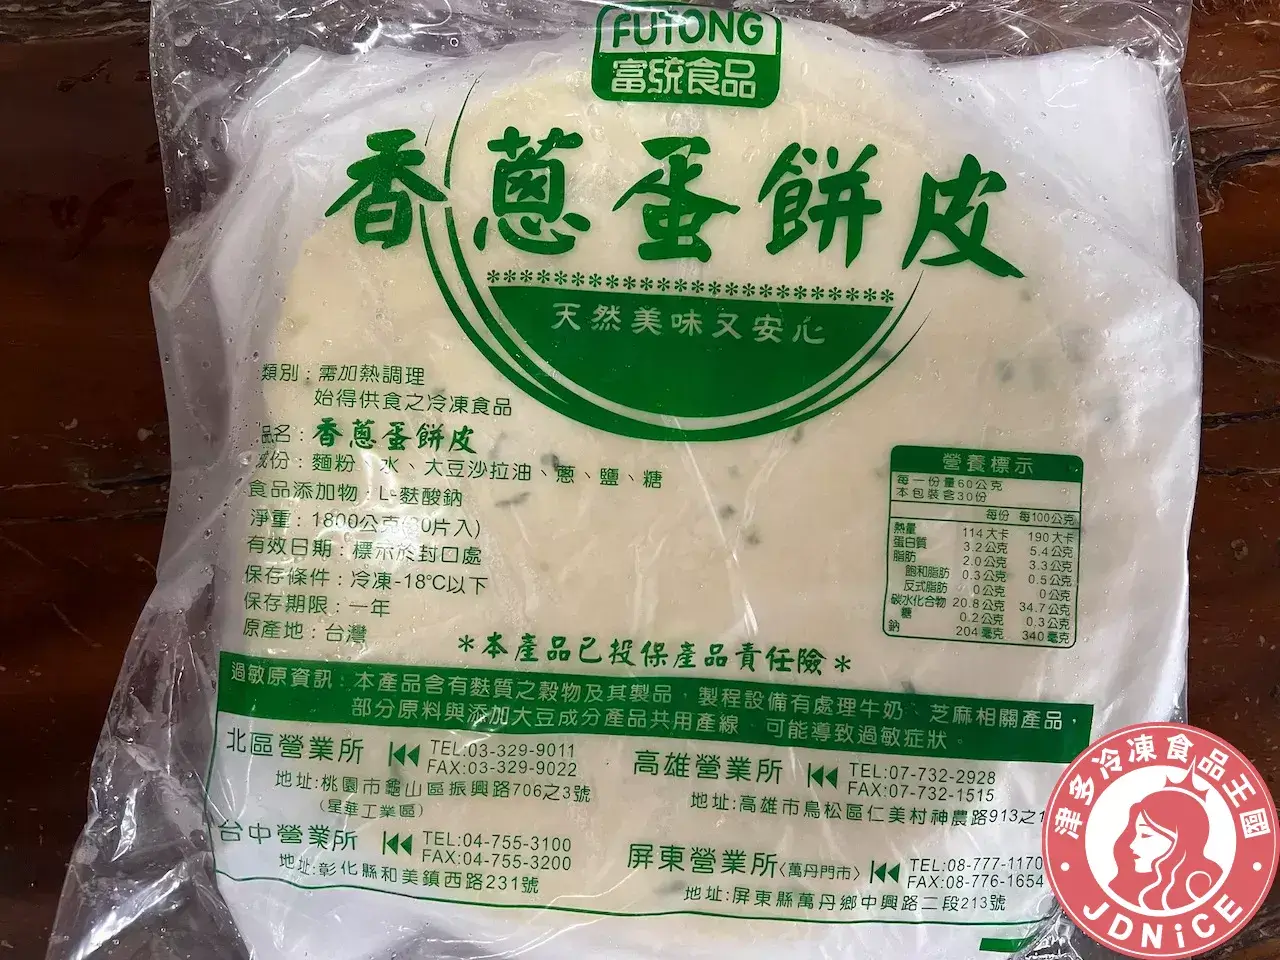 FUTONG
富統食品
香蔥蛋餅皮
天然美味又安心
類別：需加熱調理
始得供食之冷凍食品
品名：香蔥蛋餅皮
成份：麵粉、水、大豆沙拉油、蔥、鹽、糖
食品添加物：L-麩酸鈉
淨重：1800公克(30片入)
有效日期：標示於封口處
保存條件：冷凍-18℃以下
保存期限：一年
原產地：台灣
營養標示
每一份量60公克
本包裝含30份
每份 每100公克
熱量 114大卡 190大卡
蛋白質 3.2公克 5.4公克
脂肪 2.0公克 3.3公克
飽和脂肪 0.3公克 0.5公克
反式脂肪 0公克 0公克
碳水化合物 20.8公克 34.7公克
糖 0.2公克 0.3公克
鈉 204毫克 340毫克
＊本產品已投保產品責任險＊
過敏原資訊：本產品含有麩質之穀物及其製品，製程設備有處理牛奶、芝麻相關產品，
部分原料與添加大豆成分產品共用產線，可能導致過敏症狀。
北區營業所 TEL:03-329-9011
FAX:03-329-9022
地址:桃園市龜山區振興路706之3號
(星華工業區)
高雄營業所 TEL:07-732-2928
FAX:07-732-1515
地址:高雄市鳥松區仁美村神農路913之1
台中營業所 TEL:04-755-3100
FAX:04-755-3200
地址:彰化縣和美鎮西路231號
屏東營業所〈萬丹門市〉 TEL:08-777-1170
FAX:08-776-1654
地址:屏東縣萬丹鄉中興路二段213號
津多冷凍食品王國
JDNiCE